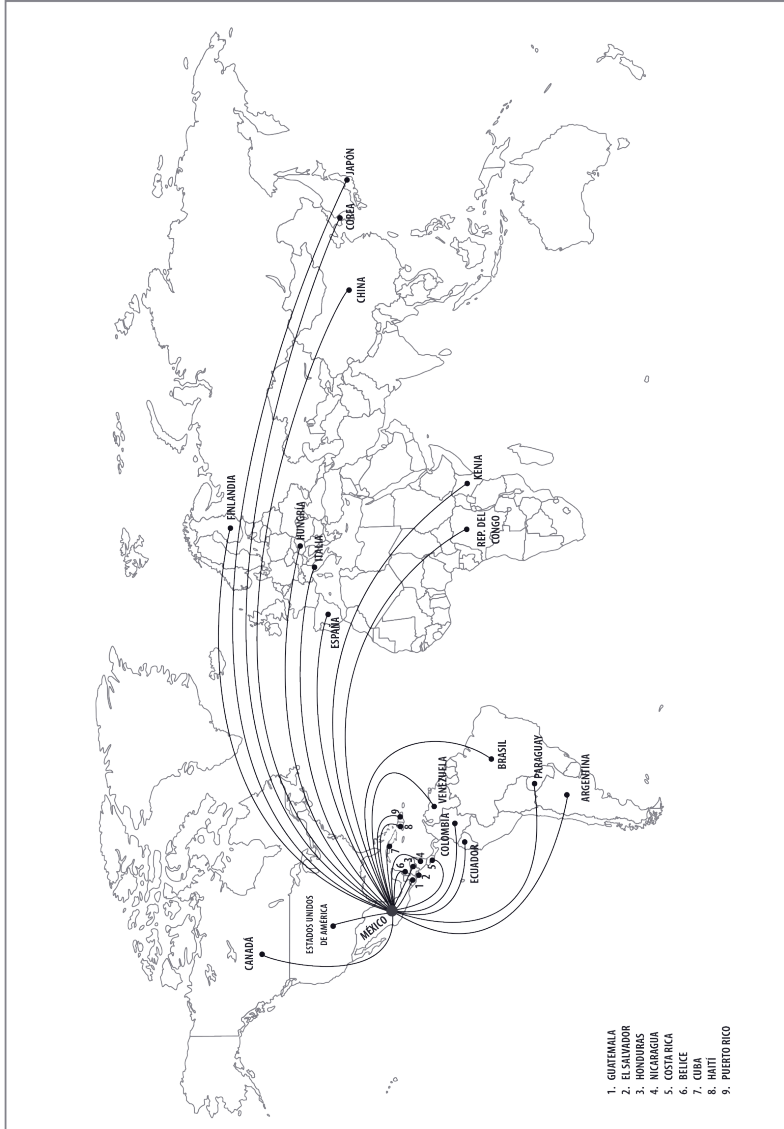 CANADÁ
ESTADOS UNIDOS
DE AMÉRICA
MÉXICO
FINLANDIA
HUNGRÍA
ITALIA
ESPAÑA
JAPÓN
COREA
CHINA
KENIA
REP. DEL
CONGO
1
2
3
4
5
6
7
8
9
VENEZUELA
COLOMBIA
ECUADOR
BRASIL
PARAGUAY
ARGENTINA
1. GUATEMALA
2. EL SALVADOR
3. HONDURAS
4. NICARAGUA
5. COSTA RICA
6. BELICE
7. CUBA
8. HAITÍ
9. PUERTO RICO